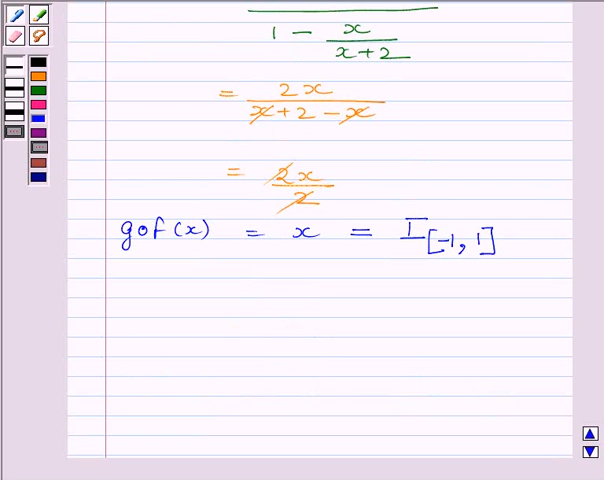 1 - x/(x+2)
= 2x/(x+2-x)
= 2x/2
gof(x) = x = I[-1, 1]